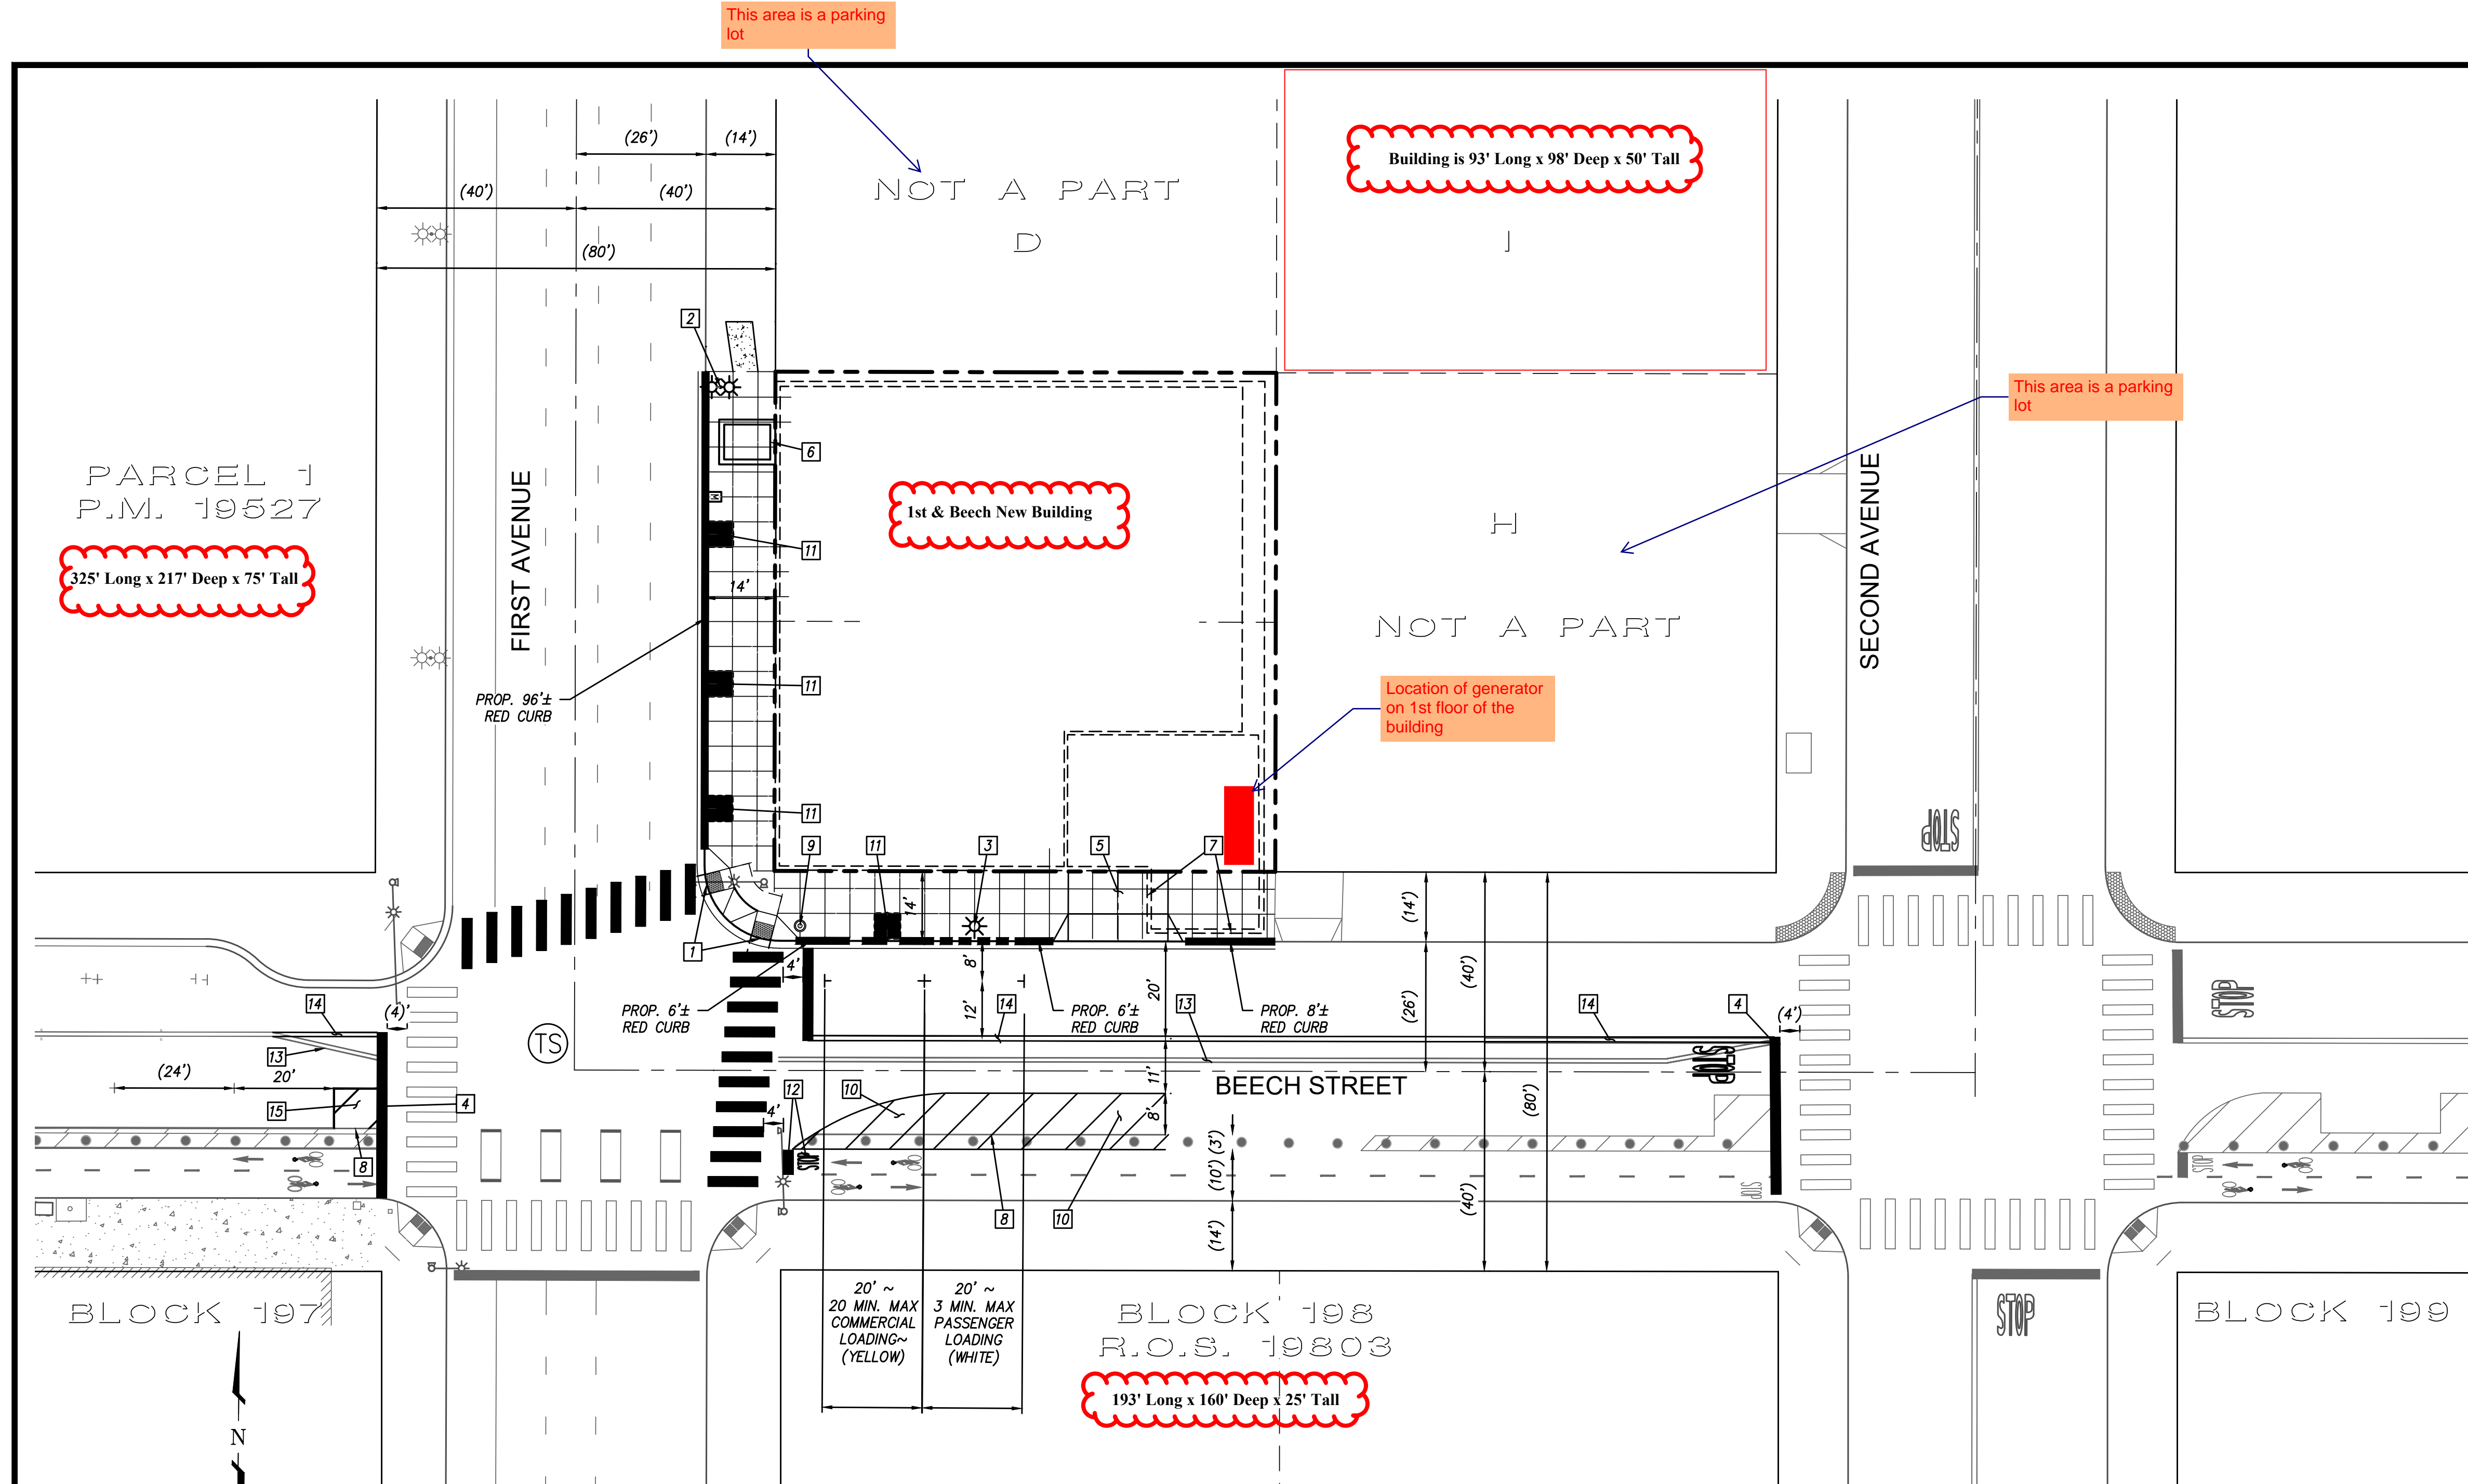 This area is a parking
lot
(26')
(14')
(40')
(40')
(80')
NOT A PART
D
Building is 93' Long x 98' Deep x 50' Tall
I
2
6
This area is a parking
lot
PARCEL 1
P.M. 19527
325' Long x 217' Deep x 75' Tall
FIRST AVENUE
1st & Beech New Building
H
NOT A PART
SECOND AVENUE
M
11
14'
11
PROP. 96'±
RED CURB
Location of generator
on 1st floor of the
building
11
9
11
3
5
7
STOP
14'
(14')
1
4'
8'
12'
20'
(26')
(40')
(80')
STOP
14
(4)'
PROP. 6'±
RED CURB
14
PROP. 6'±
RED CURB
13
PROP. 8'±
RED CURB
14
4
(4')
TS
13
(24')
20'
15
4
8
12
10
4'
11'
8'
BEECH STREET
STOP
10
STOP
(3')
(10')
(40')
(14')
8
10
STOP
STOP
BLOCK 197
20' ~
20 MIN. MAX
COMMERCIAL
LOADING~
(YELLOW)
20' ~
3 MIN. MAX
PASSENGER
LOADING
(WHITE)
BLOCK 198
R.O.S. 19803
193' Long x 160' Deep x 25' Tall
STOP
BLOCK 199
N